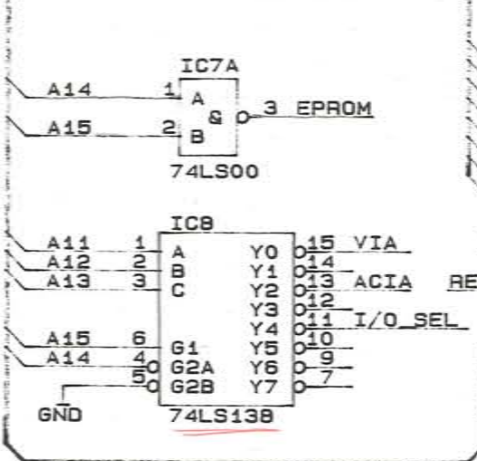 IC7A
A14 1 A
& 3 EPROM
A15 2 B
74LS00
IC8
A11 1 A Y0 15 VIA
A12 2 B Y1 14
A13 3 C Y2 13 ACIA RE
Y3 12
Y4 11 I/O_SEL
A15 6 G1 Y5 10
A14 4 G2A Y6 9
5 G2B Y7 7
GND
74LS138